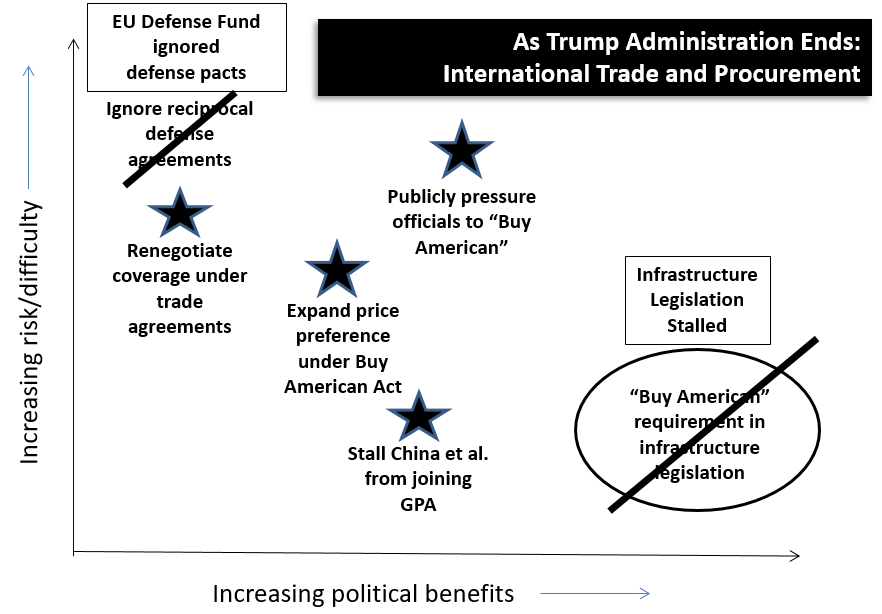 EU Defense Fund
ignored
defense pacts
As Trump Administration Ends:
International Trade and Procurement
Ignore reciprocal
defense
agreements
Publicly pressure
officials to “Buy
American”
Renegotiate
coverage under
trade
agreements
Expand price
preference
under Buy
American Act
Infrastructure
Legislation
Stalled
“Buy American”
requirement in
infrastructure
legislation
Stall China et al.
from joining
GPA
Increasing risk/difficulty
Increasing political benefits